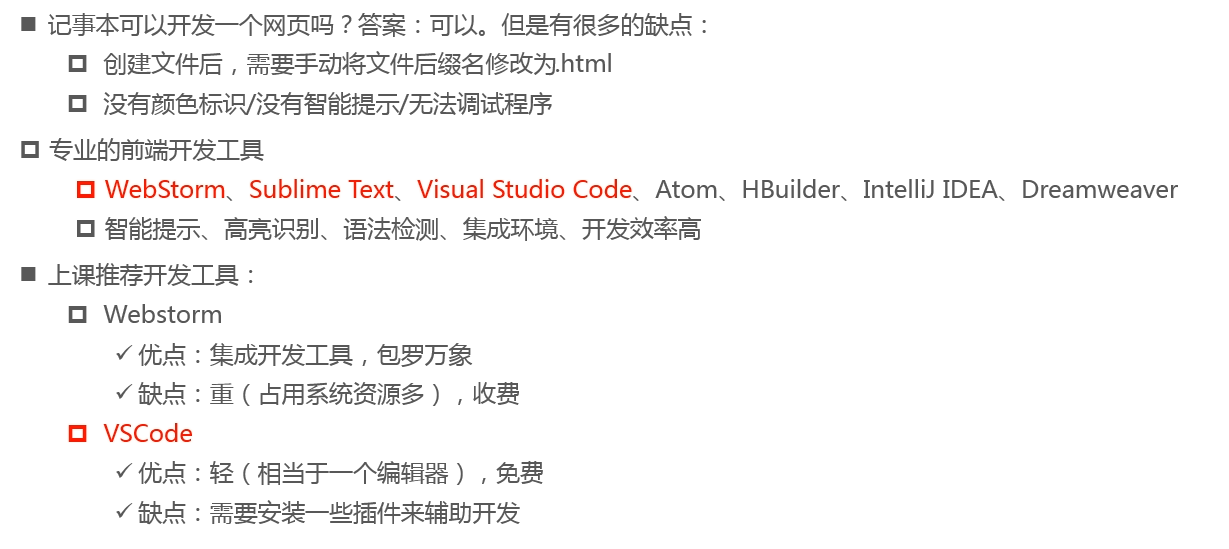 记事本可以开发一个网页吗？答案：可以。但是有很多的缺点：
创建文件后，需要手动将文件后缀名修改为.html
没有颜色标识/没有智能提示/无法调试程序
专业的前端开发工具
WebStorm、Sublime Text、Visual Studio Code、Atom、HBuilder、IntelliJ IDEA、Dreamweaver
智能提示、高亮识别、语法检测、集成环境、开发效率高
上课推荐开发工具：
Webstorm
优点：集成开发工具，包罗万象
缺点：重（占用系统资源多），收费
VSCode
优点：轻（相当于一个编辑器），免费
缺点：需要安装一些插件来辅助开发